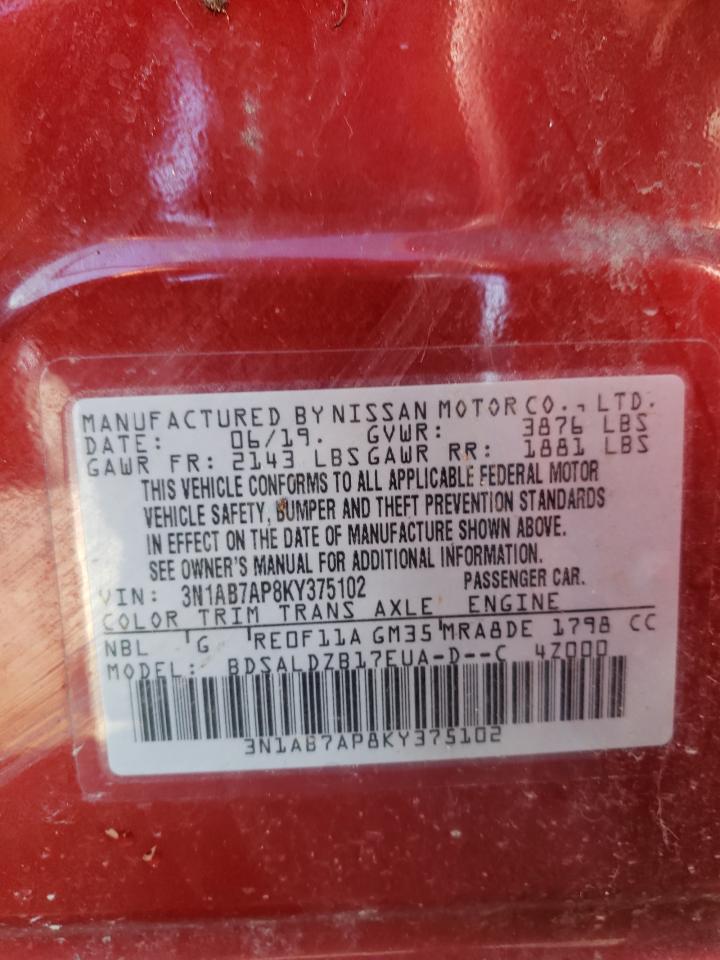 MANUFACTURED BY NISSAN MOTOR CO., LTD.
DATE: 06/19. GVWR: 3876 LBS
GAWR FR: 2143 LBS GAWR RR: 1881 LBS
THIS VEHICLE CONFORMS TO ALL APPLICABLE FEDERAL MOTOR
VEHICLE SAFETY, BUMPER AND THEFT PREVENTION STANDARDS
IN EFFECT ON THE DATE OF MANUFACTURE SHOWN ABOVE.
SEE OWNER'S MANUAL FOR ADDITIONAL INFORMATION.
VIN: 3N1AB7AP8KY375102 PASSENGER CAR.
COLOR TRIM TRANS AXLE ENGINE
NBL G RE0F11A GM35 MRA8DE 1798 CC
MODEL: BDSALDZB17EUA-D--C 4Z000
3N1AB7AP8KY375102